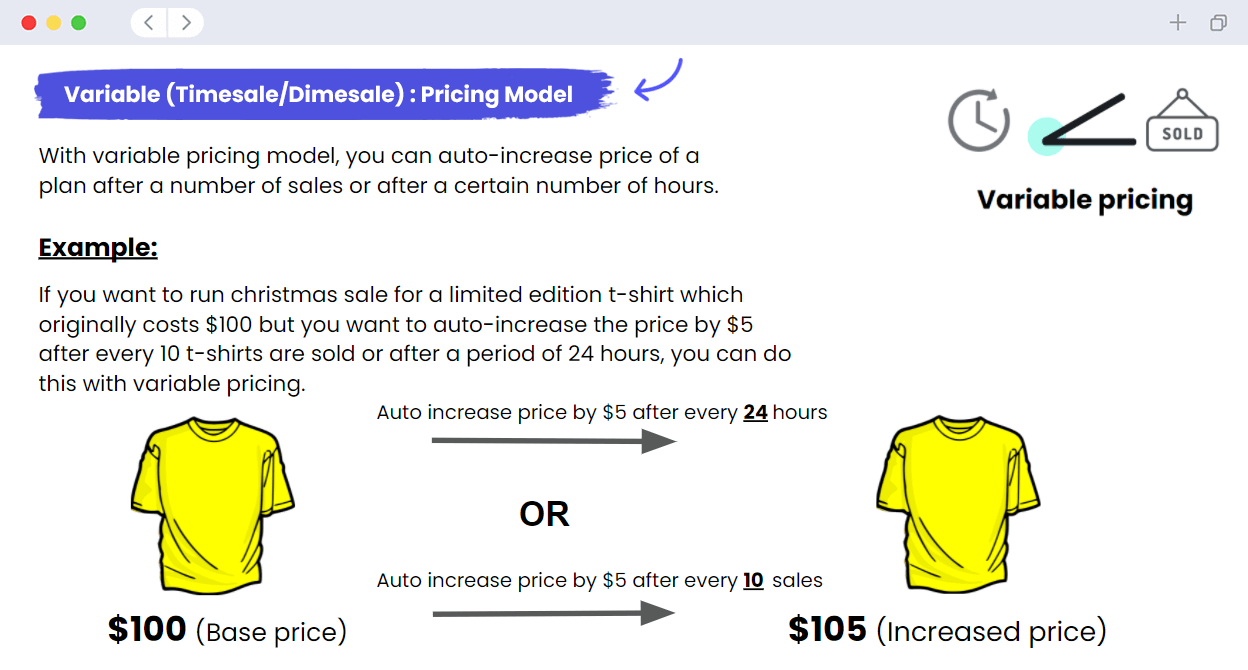 Variable (Timesale/Dimesale) : Pricing Model
With variable pricing model, you can auto-increase price of a
plan after a number of sales or after a certain number of hours.
SOLD
Variable pricing
Example:
If you want to run christmas sale for a limited edition t-shirt which
originally costs $100 but you want to auto-increase the price by $5
after every 10 t-shirts are sold or after a period of 24 hours, you can do
this with variable pricing.
Auto increase price by $5 after every 24 hours
OR
Auto increase price by $5 after every 10 sales
$100 (Base price)
$105 (Increased price)